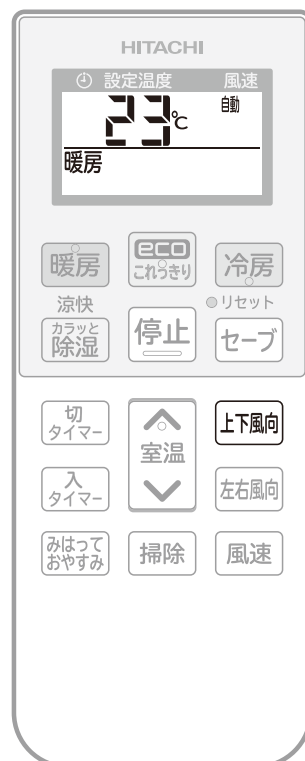 HITACHI
設定温度 風速
23℃ 自動
暖房
暖房 eco これっきり 冷房
涼快 リセット
カラッと
除湿 停止 セーブ
切
タイマー 上下風向
室温
入
タイマー 左右風向
みはって
おやすみ 掃除 風速